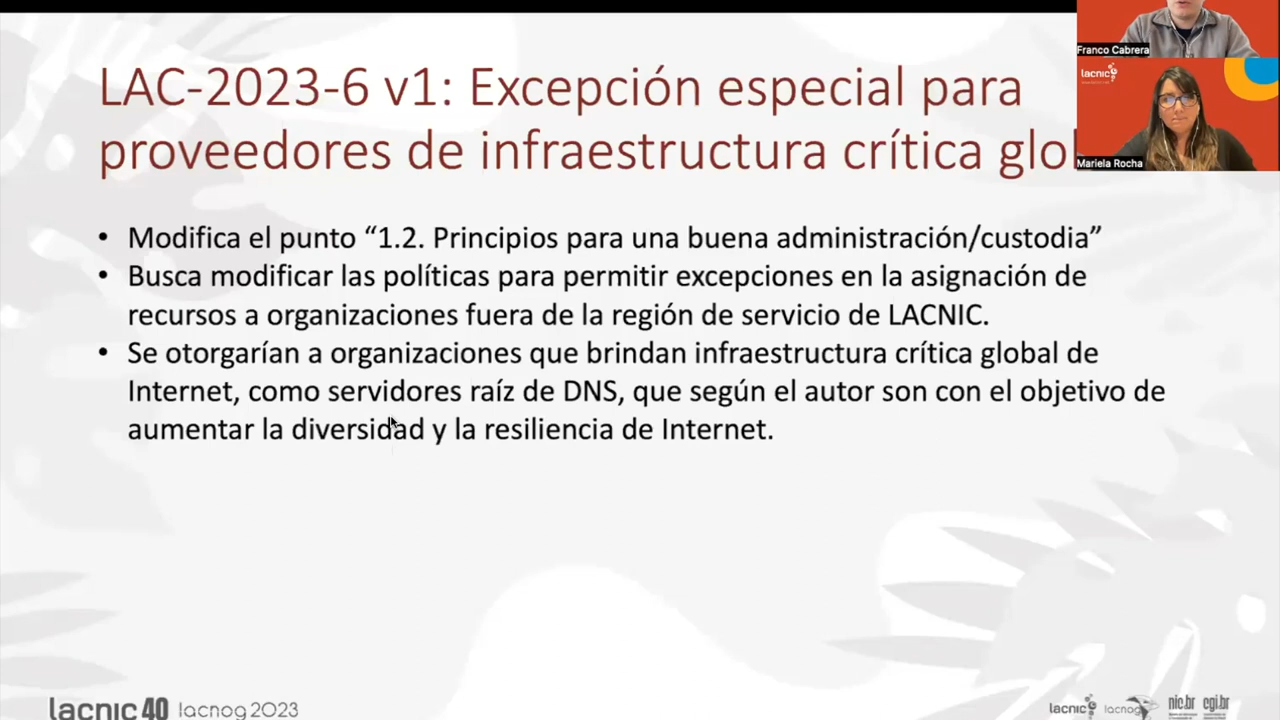 LAC-2023-6 v1: Excepción especial para
proveedores de infraestructura crítica glo
• Modifica el punto “1.2. Principios para una buena administración/custodia”
• Busca modificar las políticas para permitir excepciones en la asignación de
recursos a organizaciones fuera de la región de servicio de LACNIC.
• Se otorgarían a organizaciones que brindan infraestructura crítica global de
Internet, como servidores raíz de DNS, que según el autor son con el objetivo de
aumentar la diversidad y la resiliencia de Internet.
Franco Cabrera
lacnic
Mariela Rocha
lacnic 40 lacnog 2023
lacnic lacnog nic.br cgi.br